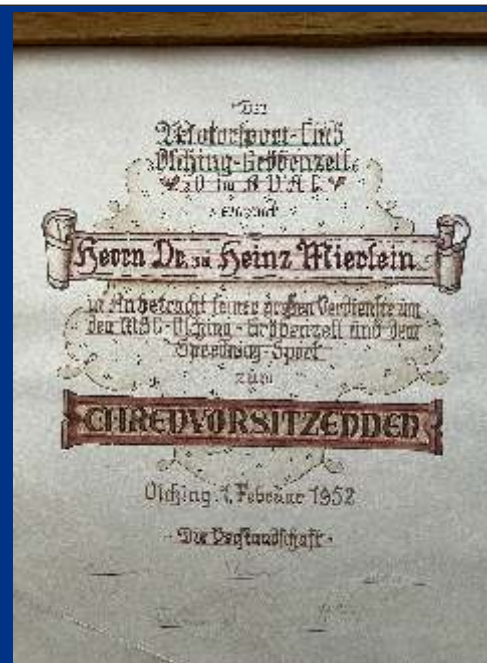 Der
Motorsport-Club
Olching-Gröbenzell
im ADAC
ernennt
Herrn Dr. Heinz Mierlein
in Anbetracht seiner großen Verdienste um
den MSC-Olching-Gröbenzell und dem
Speedway-Sport
zum
EHRENVORSITZENDEN
Olching, 1. Februar 1952
- Die Vorstandschaft -